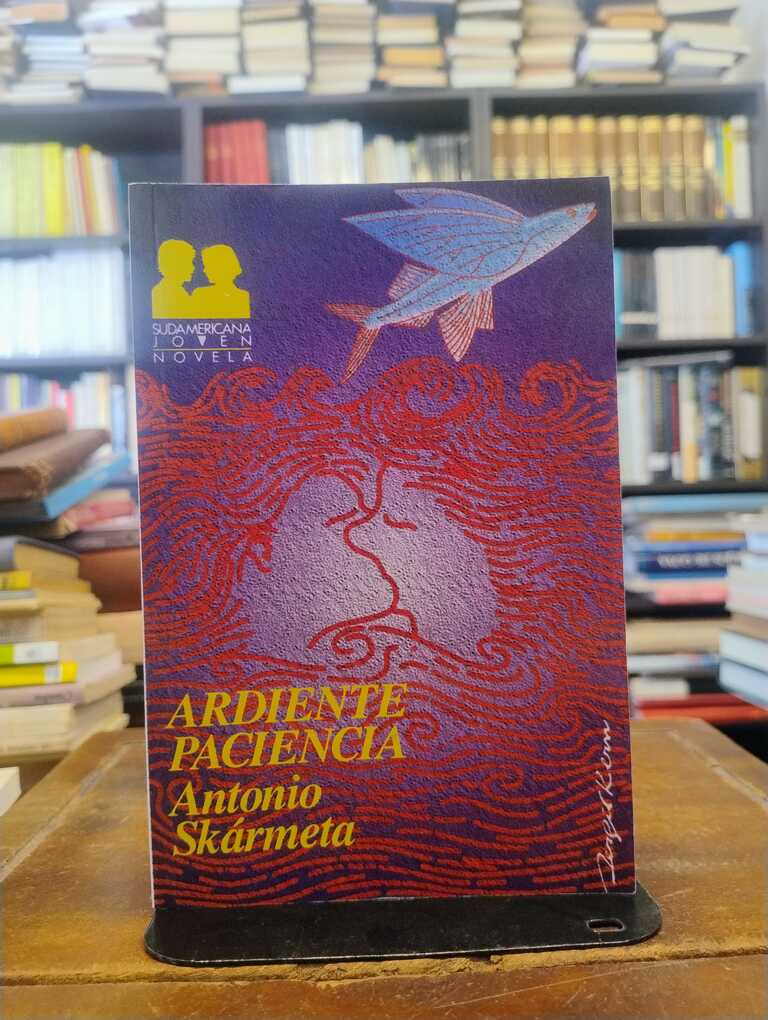 SUDAMERICANA
JOVEN
NOVELA
ARDIENTE
PACIENCIA
Antonio
Skármeta